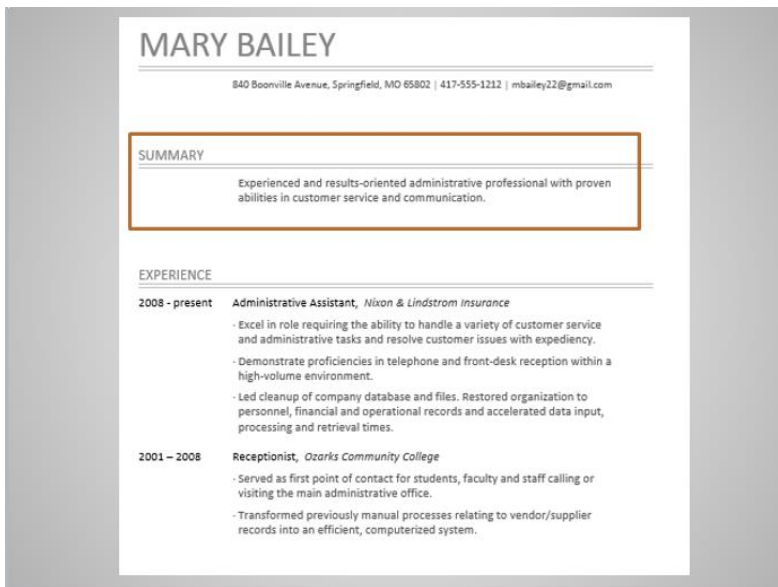 MARY BAILEY
840 Boonville Avenue, Springfield, MO 65802 | 417-555-1212 | mbailey22@gmail.com
SUMMARY
Experienced and results-oriented administrative professional with proven
abilities in customer service and communication.
EXPERIENCE
2008 - present Administrative Assistant, Nixon & Lindstrom Insurance
· Excel in role requiring the ability to handle a variety of customer service
and administrative tasks and resolve customer issues with expediency.
· Demonstrate proficiencies in telephone and front-desk reception within a
high-volume environment.
· Led cleanup of company database and files. Restored organization to
personnel, financial and operational records and accelerated data input,
processing and retrieval times.
2001 – 2008 Receptionist, Ozarks Community College
· Served as first point of contact for students, faculty and staff calling or
visiting the main administrative office.
· Transformed previously manual processes relating to vendor/supplier
records into an efficient, computerized system.